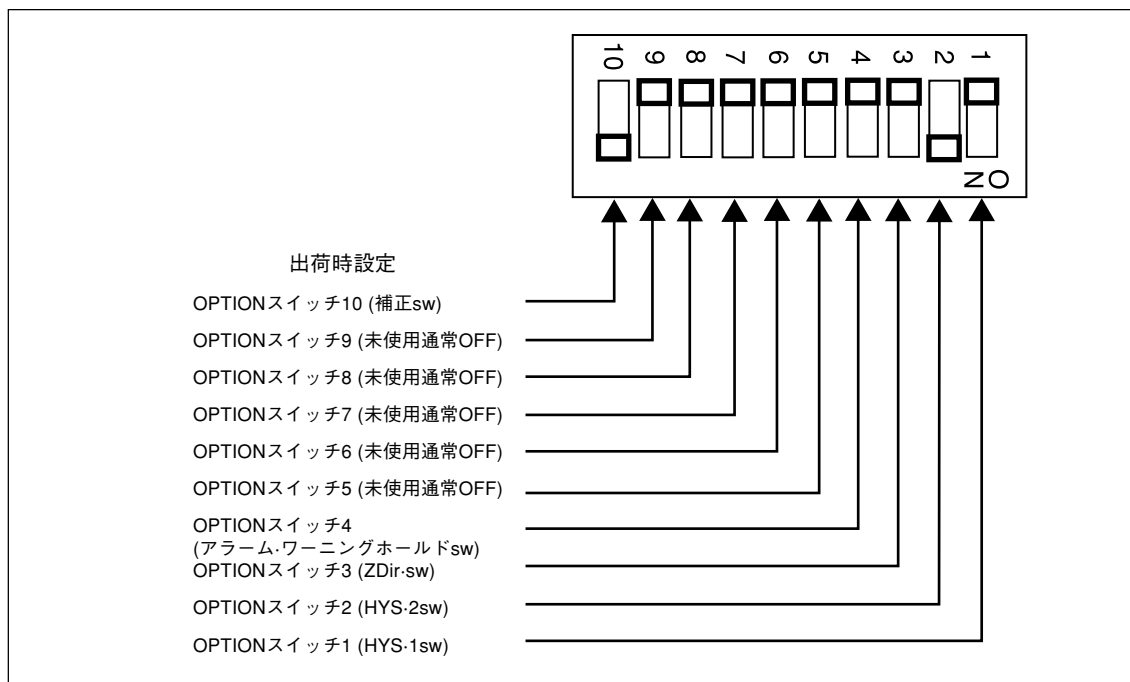 10 9 8 7 6 5 4 3 2 1
ON
出荷時設定
OPTIONスイッチ10 (補正sw)
OPTIONスイッチ9 (未使用通常OFF)
OPTIONスイッチ8 (未使用通常OFF)
OPTIONスイッチ7 (未使用通常OFF)
OPTIONスイッチ6 (未使用通常OFF)
OPTIONスイッチ5 (未使用通常OFF)
OPTIONスイッチ4
(アラーム·ワーニングホールドsw)
OPTIONスイッチ3 (ZDir·sw)
OPTIONスイッチ2 (HYS·2sw)
OPTIONスイッチ1 (HYS·1sw)